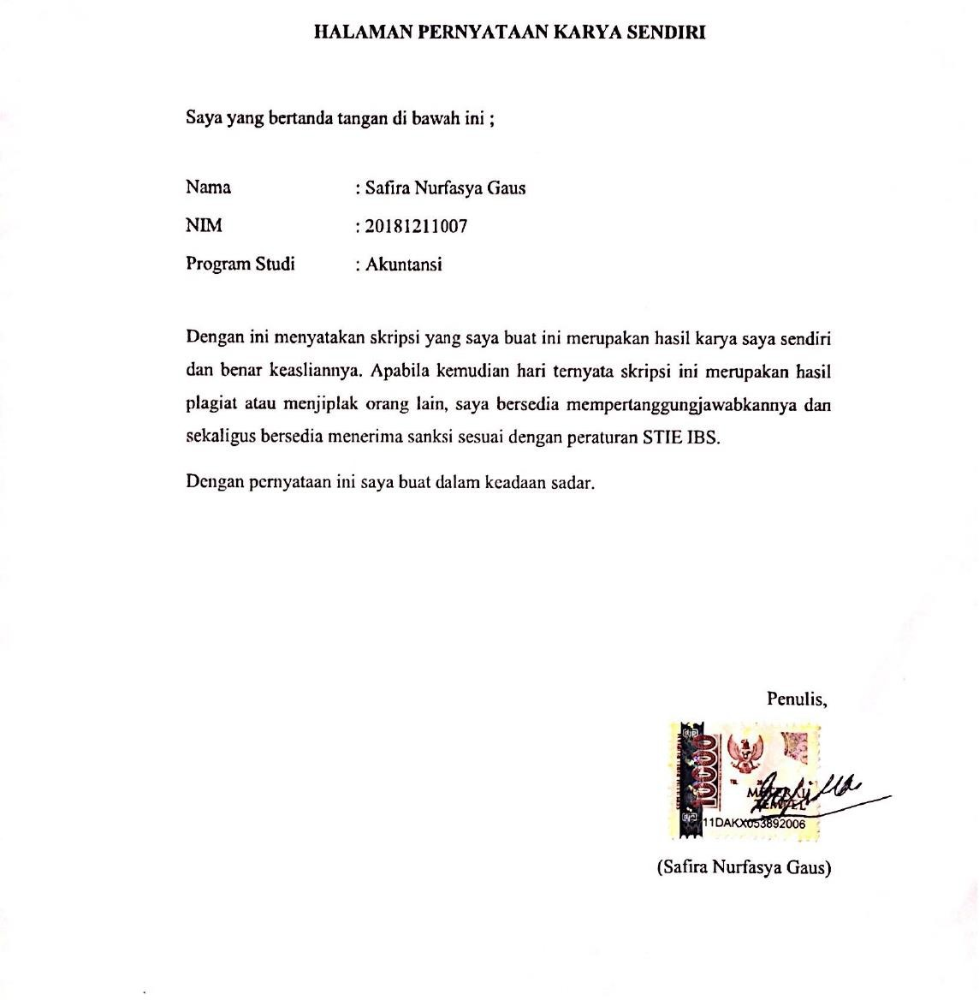 HALAMAN PERNYATAAN KARYA SENDIRI
Saya yang bertanda tangan di bawah ini ;
Nama : Safira Nurfasya Gaus
NIM : 20181211007
Program Studi : Akuntansi
Dengan ini menyatakan skripsi yang saya buat ini merupakan hasil karya saya sendiri
dan benar keasliannya. Apabila kemudian hari ternyata skripsi ini merupakan hasil
plagiat atau menjiplak orang lain, saya bersedia mempertanggungjawabkannya dan
sekaligus bersedia menerima sanksi sesuai dengan peraturan STIE IBS.
Dengan pernyataan ini saya buat dalam keadaan sadar.
Penulis,
10000
METERAI
TEMPEL
11DAKX053892006
(Safira Nurfasya Gaus)